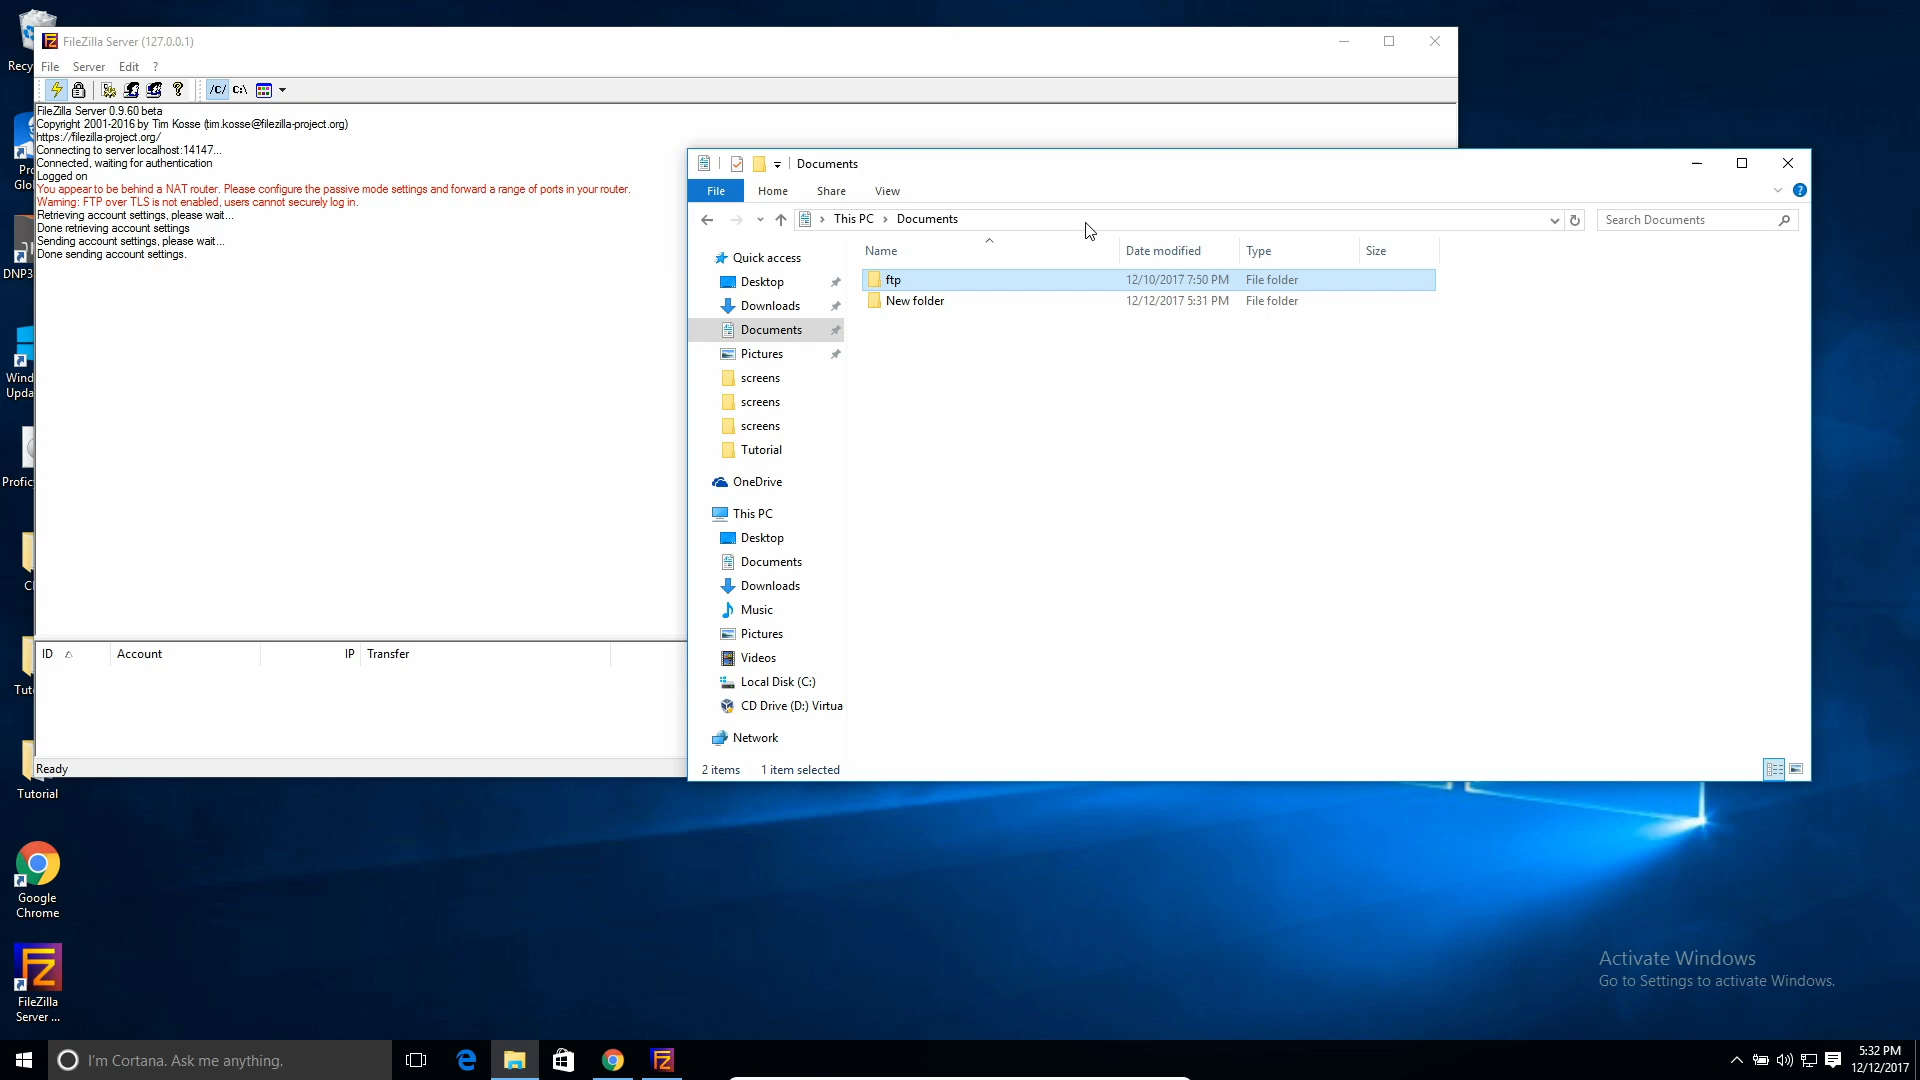 FileZilla Server (127.0.0.1)
File Server Edit ?
/C/ C:\
FileZilla Server 0.9.60 beta
Copyright 2001-2016 by Tim Kosse (tim.kosse@filezilla-project.org)
https://filezilla-project.org/
Connecting to server localhost:14147...
Connected, waiting for authentication
Logged on
You appear to be behind a NAT router. Please configure the passive mode settings and forward a range of ports in your router.
Warning: FTP over TLS is not enabled, users cannot securely log in.
Retrieving account settings, please wait...
Done retrieving account settings
Sending account settings, please wait...
Done sending account settings.
ID Account IP Transfer
Ready
Documents
File Home Share View
This PC Documents
Search Documents
Name Date modified Type Size
ftp 12/10/2017 7:50 PM File folder
New folder 12/12/2017 5:31 PM File folder
Quick access
Desktop
Downloads
Documents
Pictures
screens
screens
screens
Tutorial
OneDrive
This PC
Desktop
Documents
Downloads
Music
Pictures
Videos
Local Disk (C:)
CD Drive (D:) Virtua
Network
2 items 1 item selected
Recy
Pro
Glo
DNP3
Wind
Upda
Profic
Tut
Tutorial
Google
Chrome
FileZilla
Server ...
Activate Windows
Go to Settings to activate Windows.
I'm Cortana. Ask me anything.
5:32 PM
12/12/2017